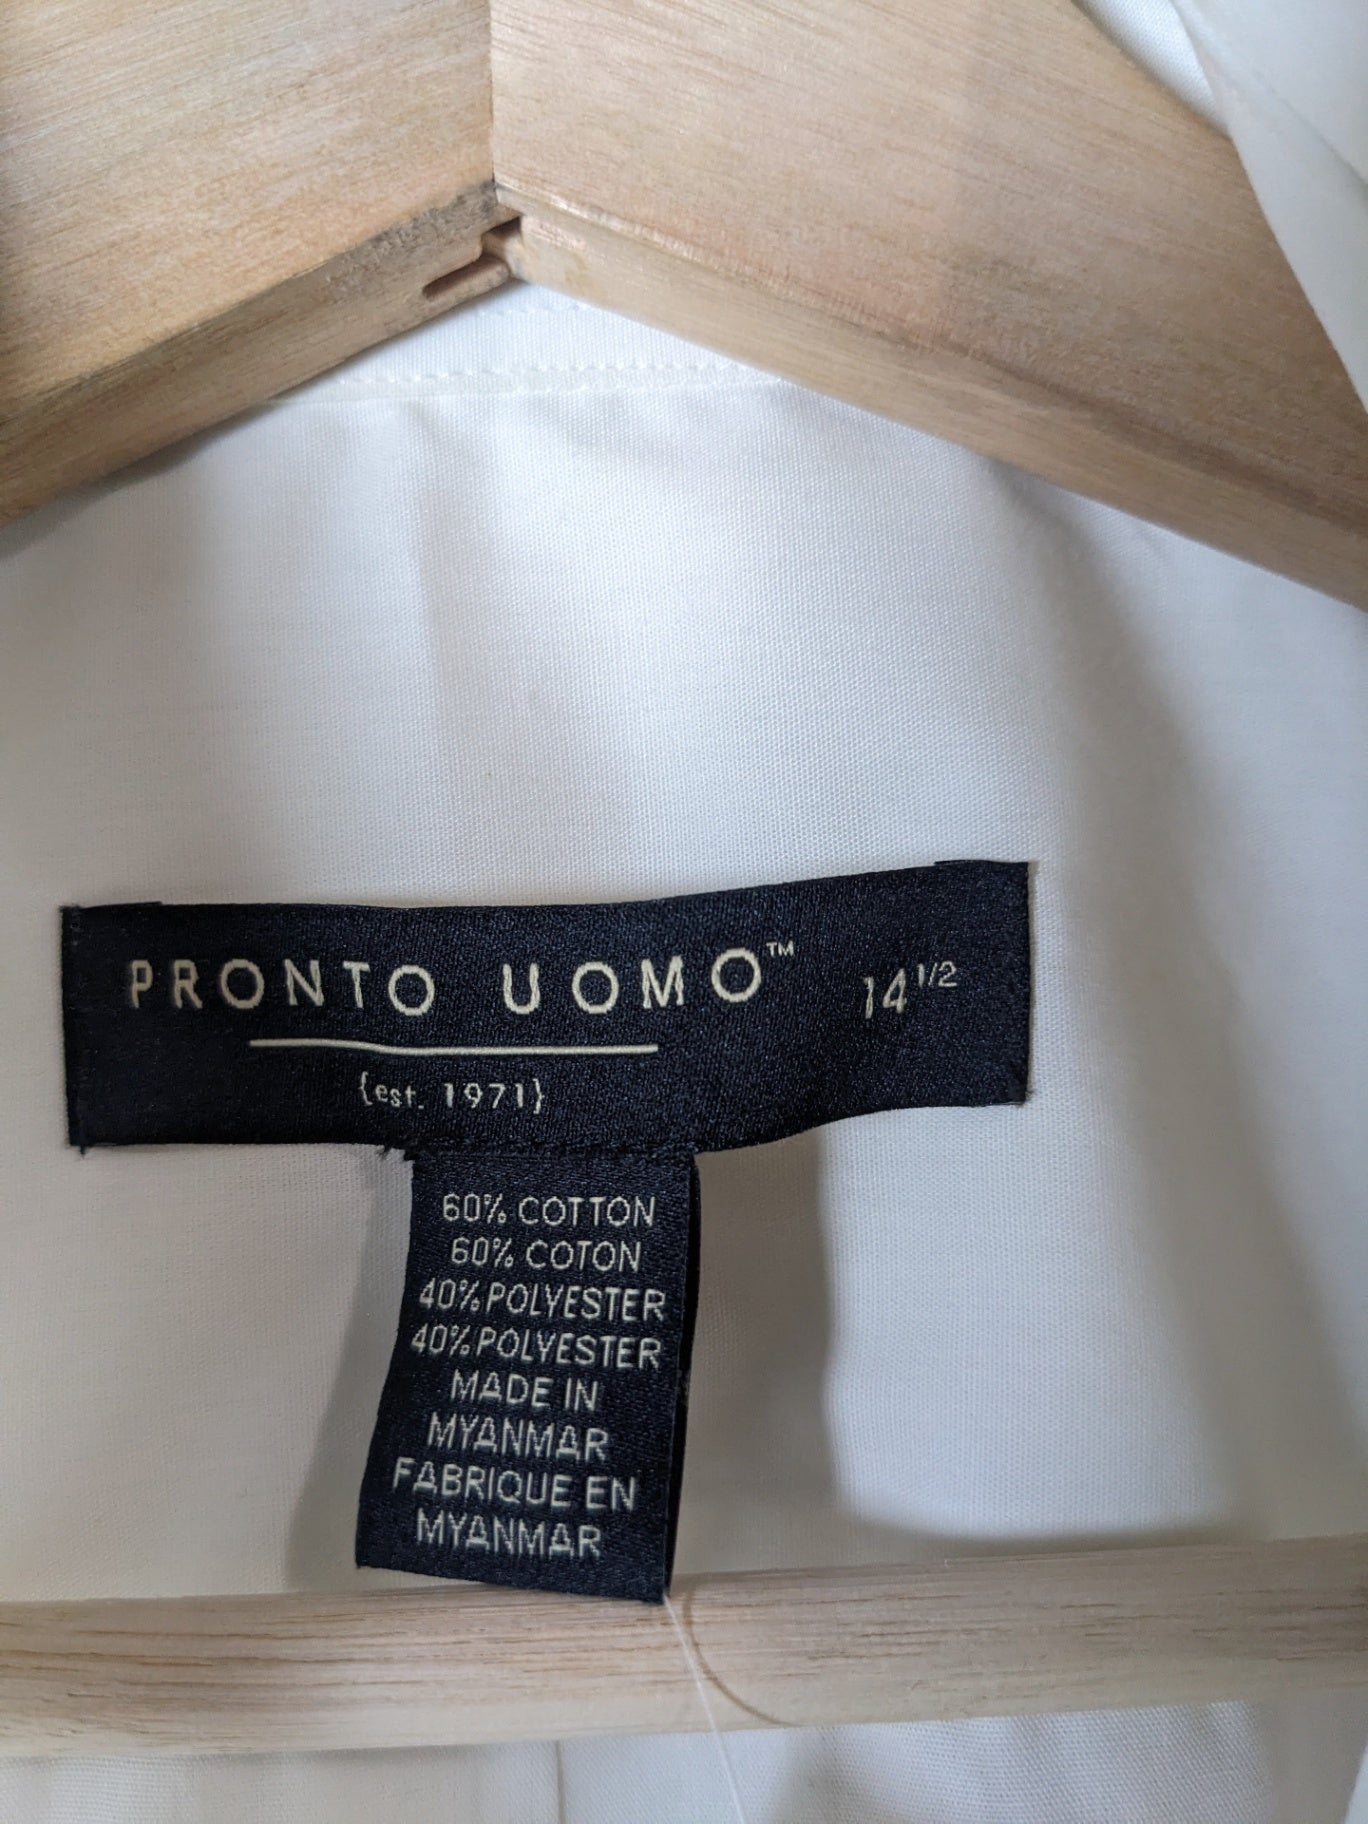 PRONTO UOMO™ 14 1/2
{est. 1971}
60% COTTON
60% COTON
40% POLYESTER
40% POLYESTER
MADE IN
MYANMAR
FABRIQUE EN
MYANMAR